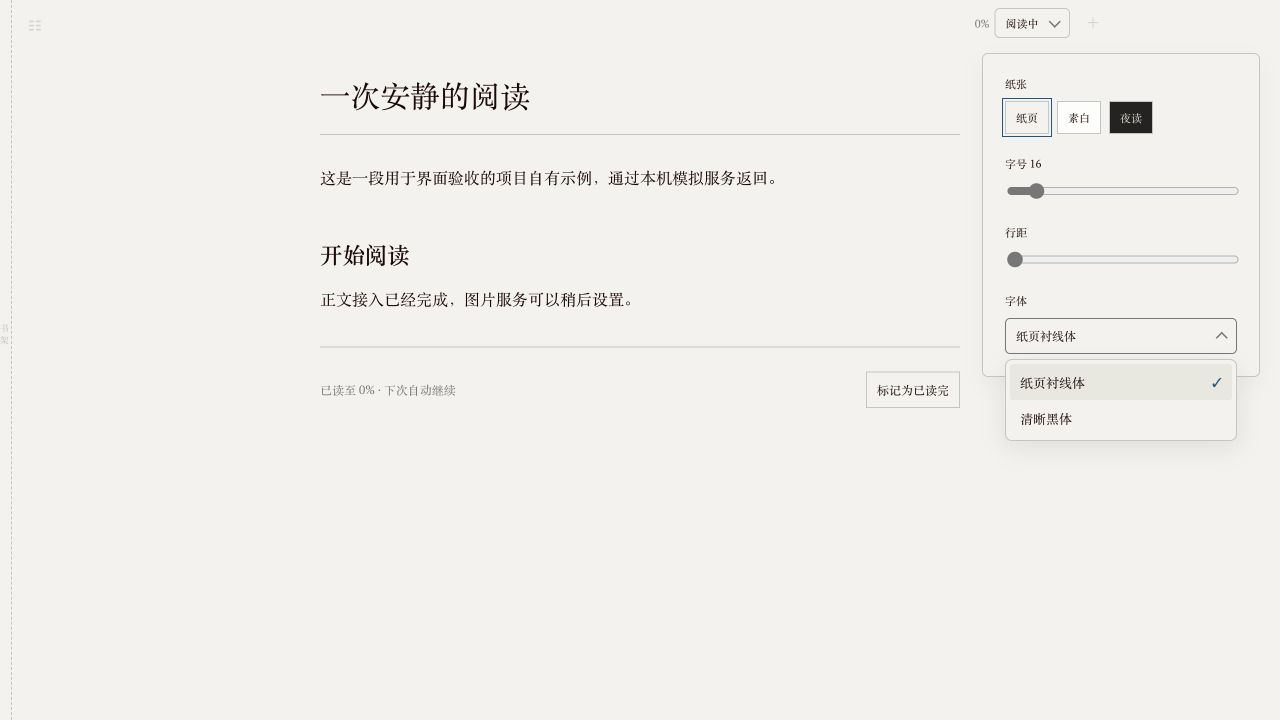 0%
阅读中
一次安静的阅读
这是一段用于界面验收的项目自有示例，通过本机模拟服务返回。
开始阅读
正文接入已经完成，图片服务可以稍后设置。
已读至 0% · 下次自动继续
标记为已读完
书
架
纸张
纸页
素白
夜读
字号 16
行距
字体
纸页衬线体
纸页衬线体 ✓
清晰黑体